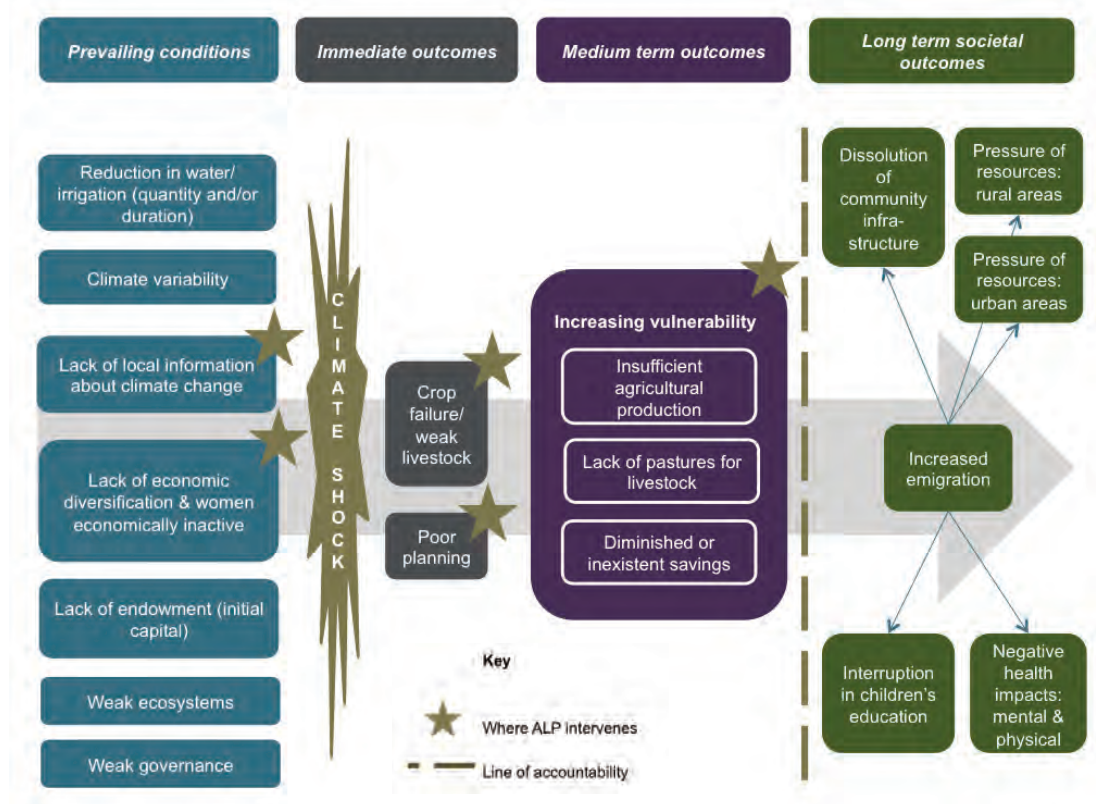 Prevailing conditions
Immediate outcomes
Medium term outcomes
Long term societal
outcomes
Reduction in water/
irrigation (quantity and/or
duration)
Climate variability
Lack of local information
about climate change
Lack of economic
diversification & women
economically inactive
Lack of endowment (initial
capital)
Weak ecosystems
Weak governance
CLIMATE SHOCK
Crop
failure/
weak
livestock
Poor
planning
Increasing vulnerability
Insufficient
agricultural
production
Lack of pastures for
livestock
Diminished or
inexistent savings
Dissolution
of
community
infra-
structure
Pressure of
resources:
rural areas
Pressure of
resources:
urban areas
Increased
emigration
Interruption
in children's
education
Negative
health
impacts:
mental &
physical
Key
Where ALP intervenes
Line of accountability